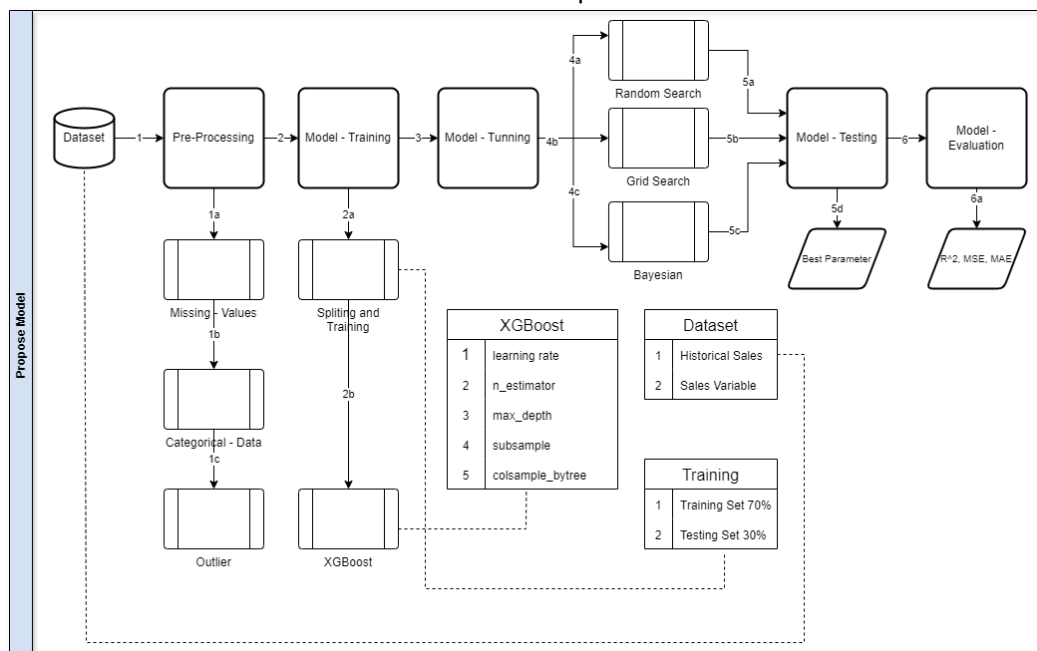 Propose Model
Dataset
1
Pre-Processing
2
Model - Training
3
Model - Tunning
4a
4b
4c
Random Search
Grid Search
Bayesian
5a
5b
5c
Model - Testing
6
Model -
Evaluation
5d
6a
Best Parameter
R^2, MSE, MAE
1a
Missing - Values
1b
Categorical - Data
1c
Outlier
2a
Spliting and
Training
2b
XGBoost
XGBoost
1 learning rate
2 n_estimator
3 max_depth
4 subsample
5 colsample_bytree
Dataset
1 Historical Sales
2 Sales Variable
Training
1 Training Set 70%
2 Testing Set 30%